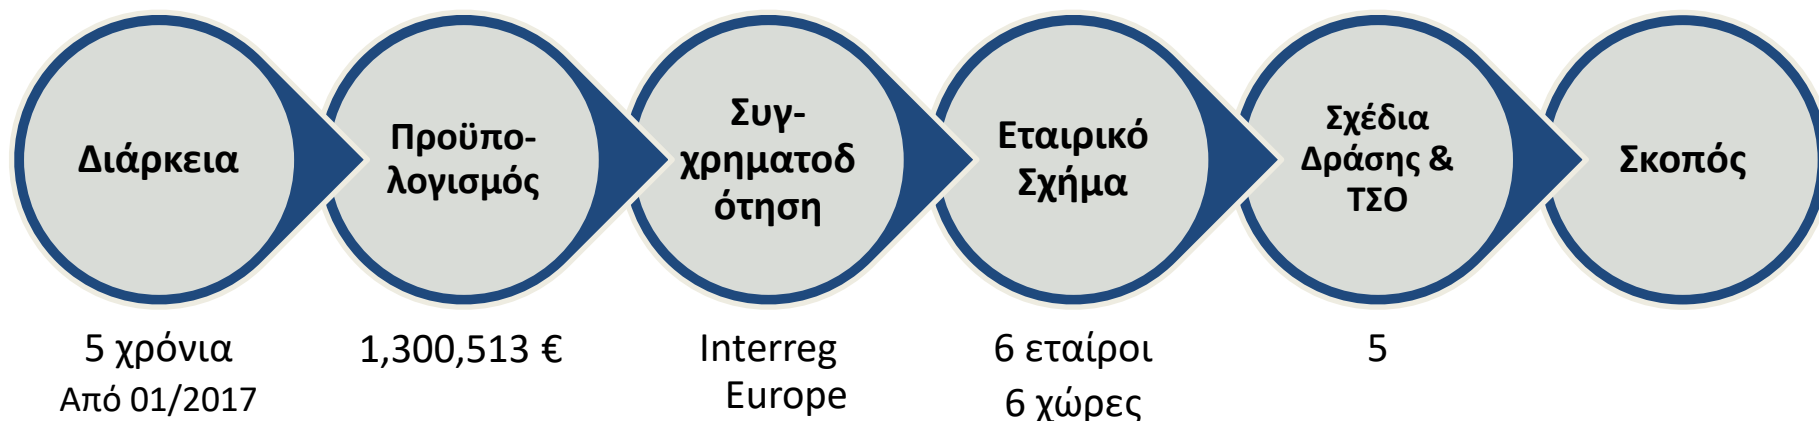 Διάρκεια
Προϋπο-
λογισμός
Συγ-
χρηματοδ
ότηση
Εταιρικό
Σχήμα
Σχέδια
Δράσης &
ΤΣΟ
Σκοπός
5 χρόνια
Από 01/2017
1,300,513 €
Interreg
Europe
6 εταίροι
6 χώρες
5